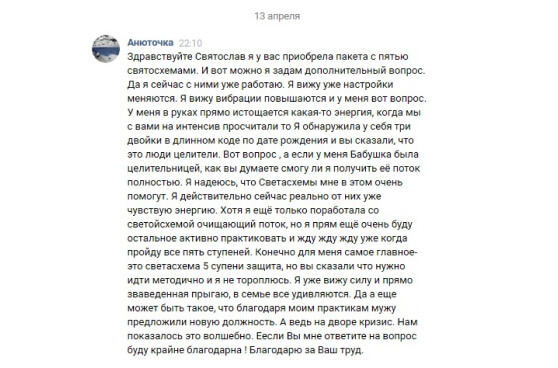 13 апреля
Анюточка 22:10
Здравствуйте Святослав я у вас приобрела пакета с пятью
святосхемами. И вот можно я задам дополнительный вопрос.
Да я сейчас с ними уже работаю. Я вижу уже настройки
меняются. Я вижу вибрации повышаются и у меня вот вопрос.
У меня в руках прямо истощается какая-то энергия, когда мы
с вами на интенсив просчитали то Я обнаружила у себя три
двойки в длинном коде по дате рождения и вы сказали, что
это люди целители. Вот вопрос , а если у меня Бабушка была
целительницей, как вы думаете смогу ли я получить её поток
полностью. Я надеюсь, что Светасхемы мне в этом очень
помогут. Я действительно сейчас реально от них уже
чувствую энергию. Хотя я ещё только поработала со
светойсхемой очищающий поток, но я прям ещё очень буду
остальное активно практиковать и жду жду жду уже когда
пройду все пять ступеней. Конечно для меня самое главное-
это светасхема 5 супени защита, но вы сказали что нужно
идти методично и я не тороплюсь. Я уже вижу силу и прямо
зваведенная прыгаю, в семье все удивляются. Да а еще
может быть такое, что благодаря моим практикам мужу
предложили новую должность. А ведь на дворе кризис. Нам
показалось это волшебно. Еесли Вы мне ответите на вопрос
буду крайне благодарна ! Благодарю за Ваш труд.